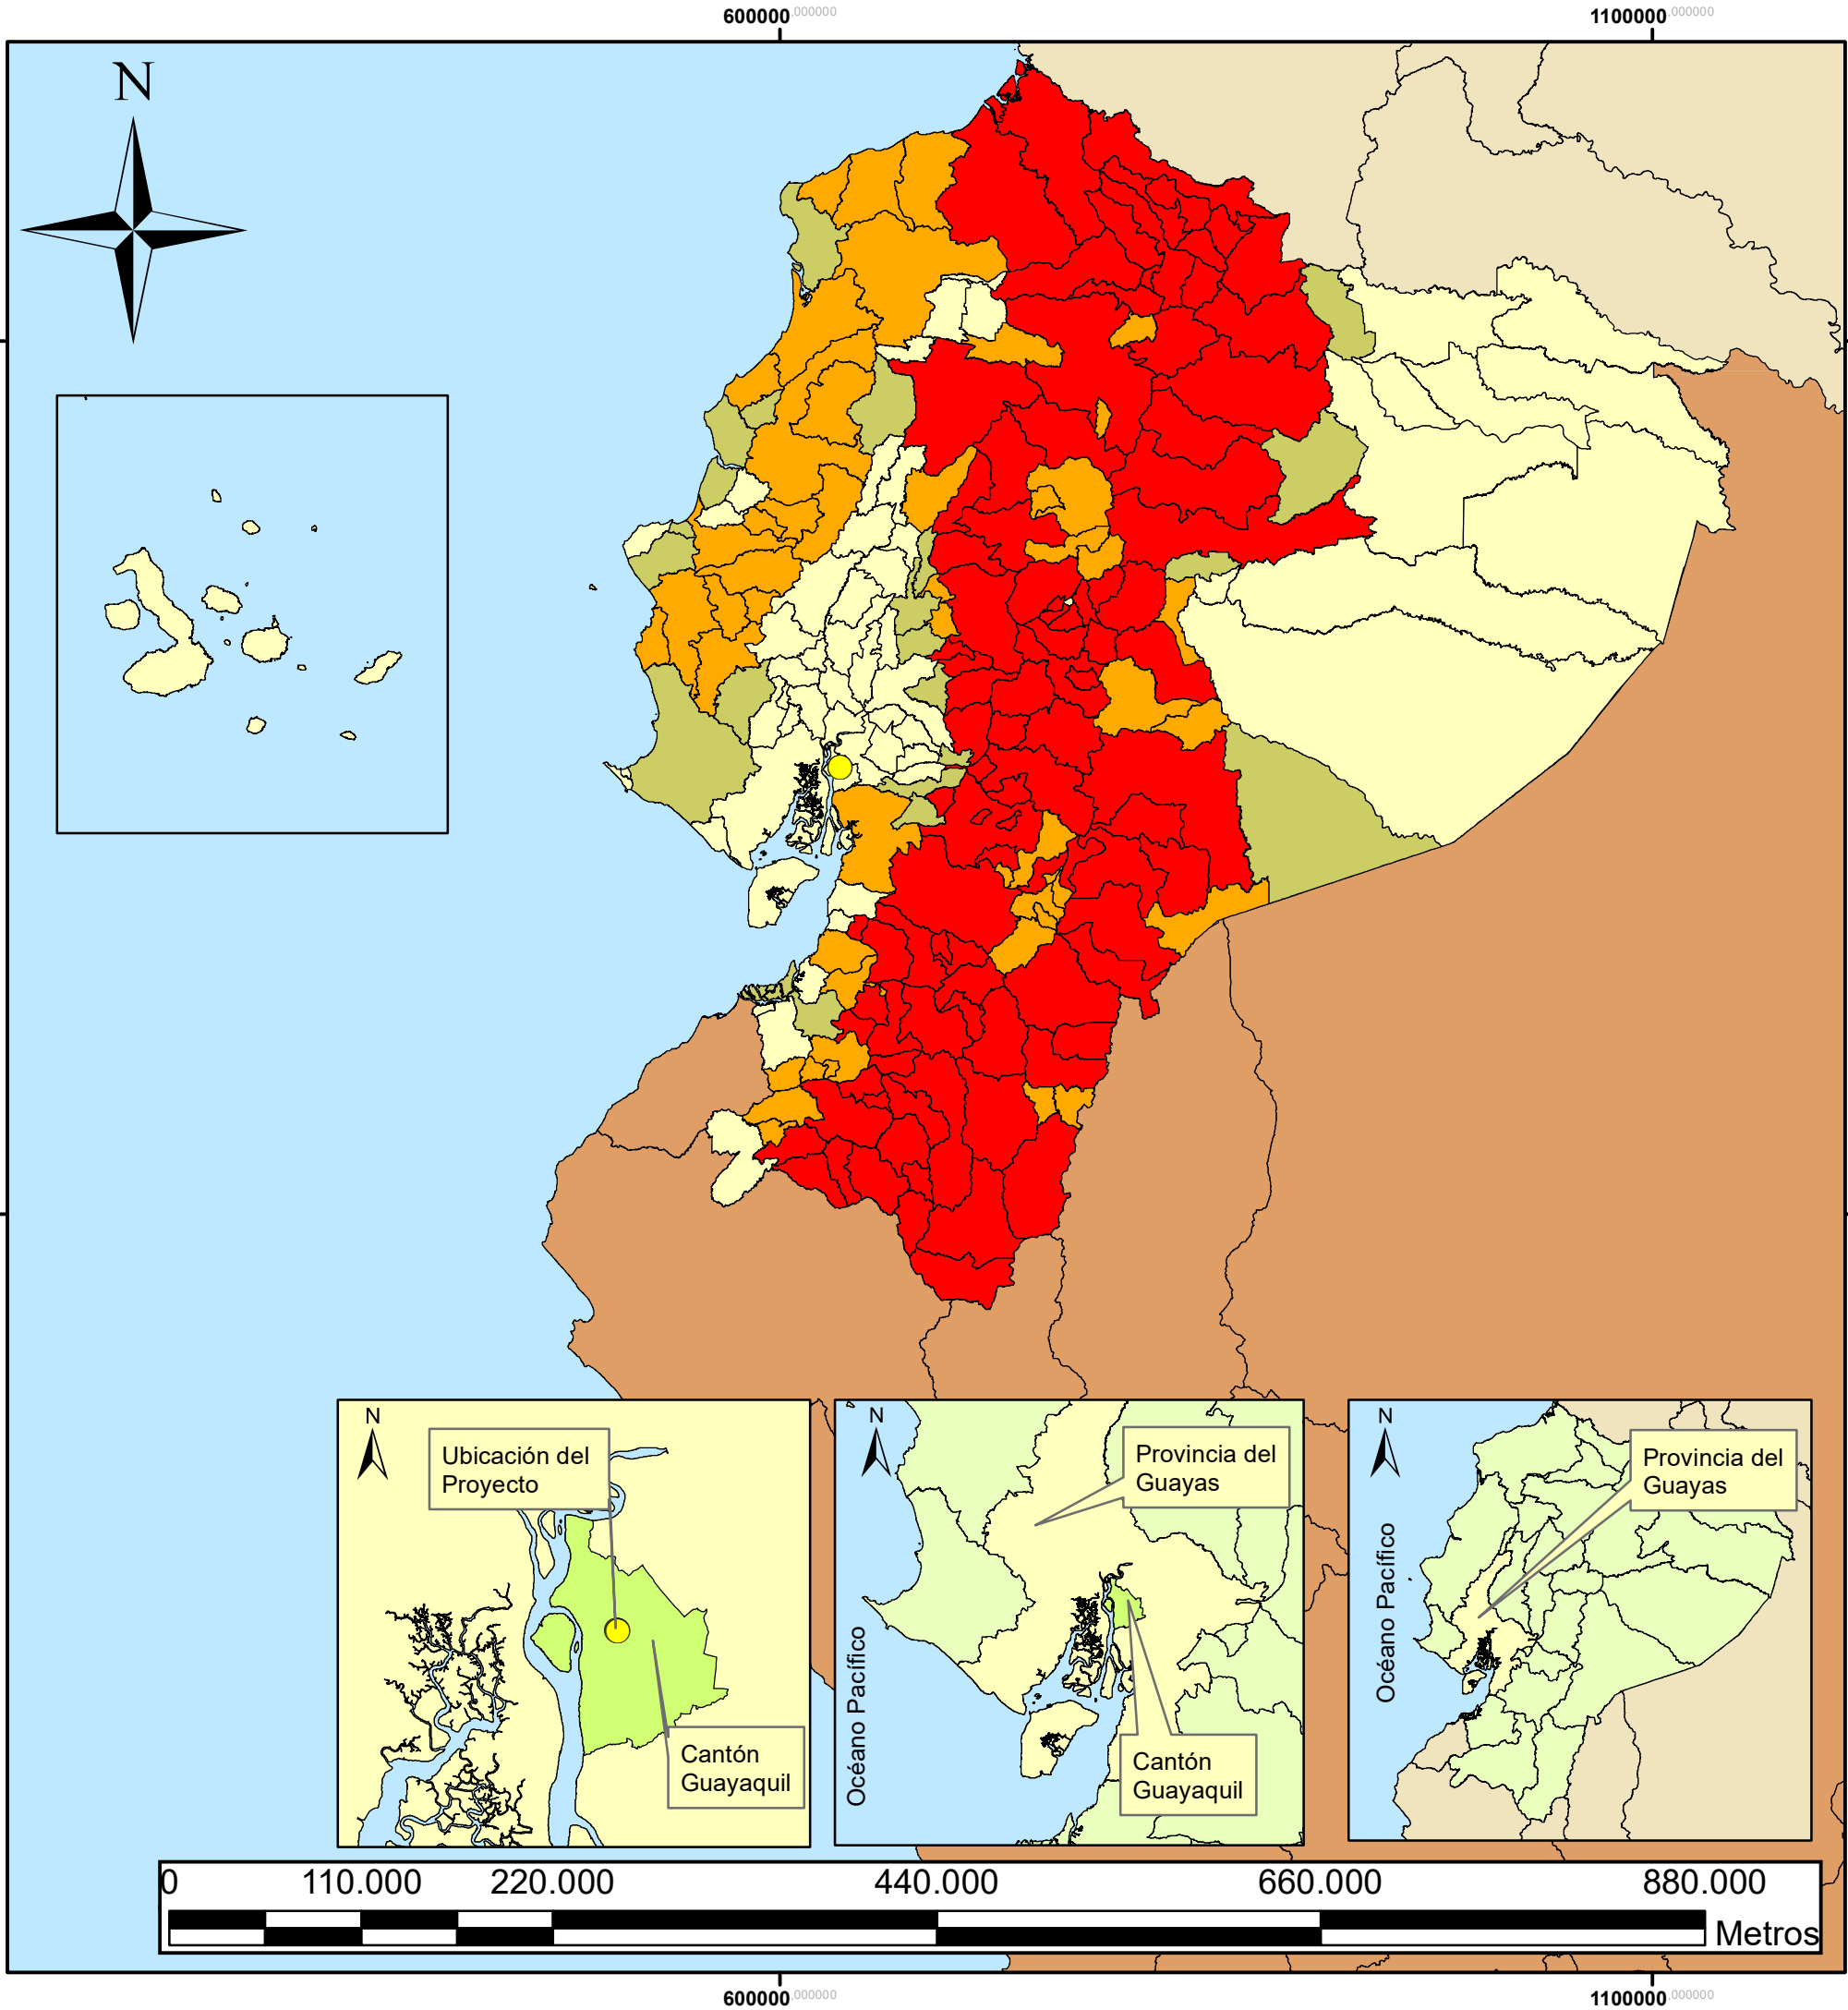 600000.000000
1100000.000000
N
N
Ubicación del
Proyecto
Cantón
Guayaquil
N
Provincia del
Guayas
Océano Pacífico
Cantón
Guayaquil
N
Provincia del
Guayas
Océano Pacífico
0 110.000 220.000 440.000 660.000 880.000
Metros
600000.000000
1100000.000000